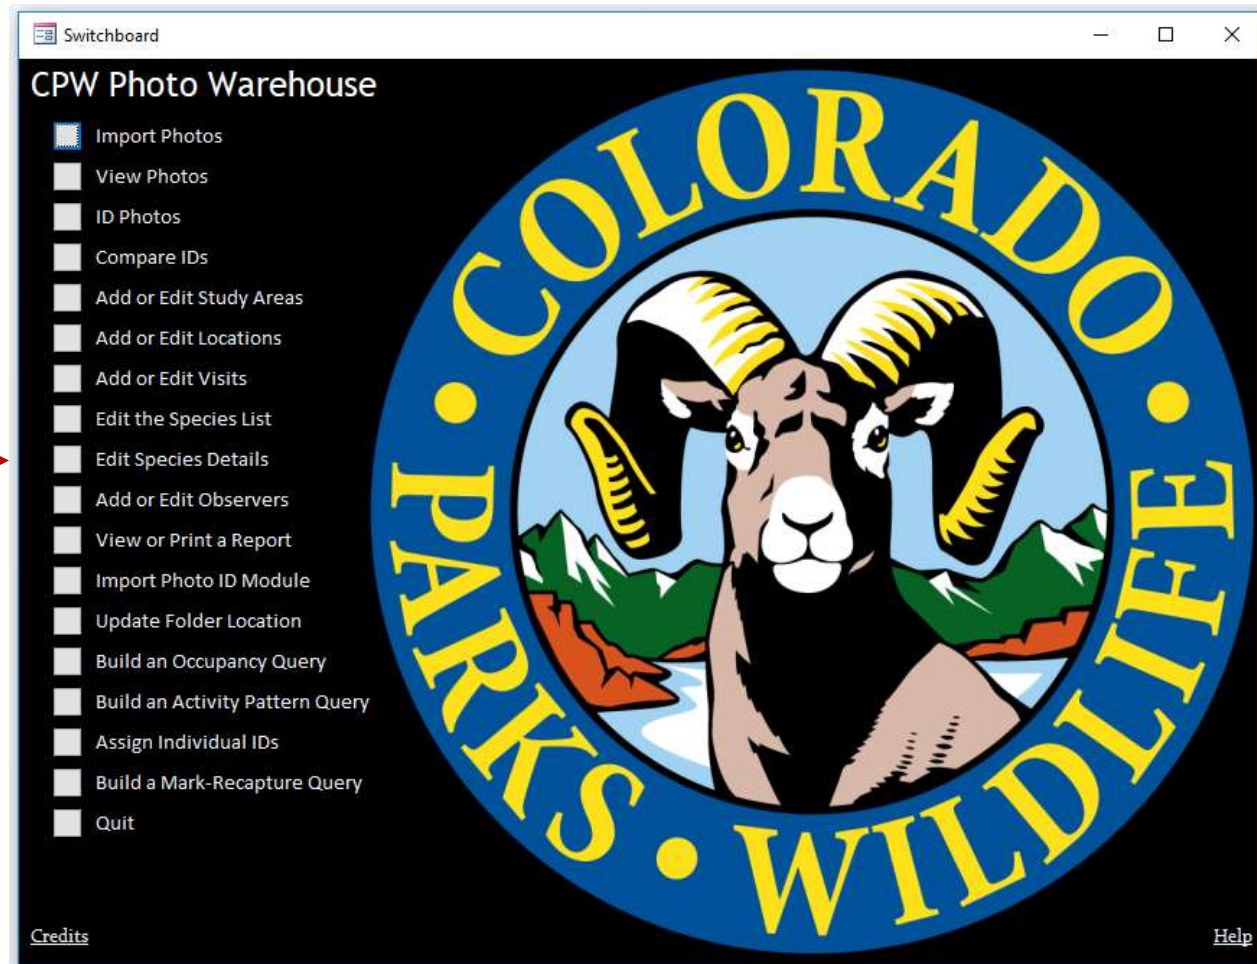 Switchboard
CPW Photo Warehouse
Import Photos
View Photos
ID Photos
Compare IDs
Add or Edit Study Areas
Add or Edit Locations
Add or Edit Visits
Edit the Species List
Edit Species Details
Add or Edit Observers
View or Print a Report
Import Photo ID Module
Update Folder Location
Build an Occupancy Query
Build an Activity Pattern Query
Assign Individual IDs
Build a Mark-Recapture Query
Quit
COLORADO
PARKS • WILDLIFE
Credits
Help